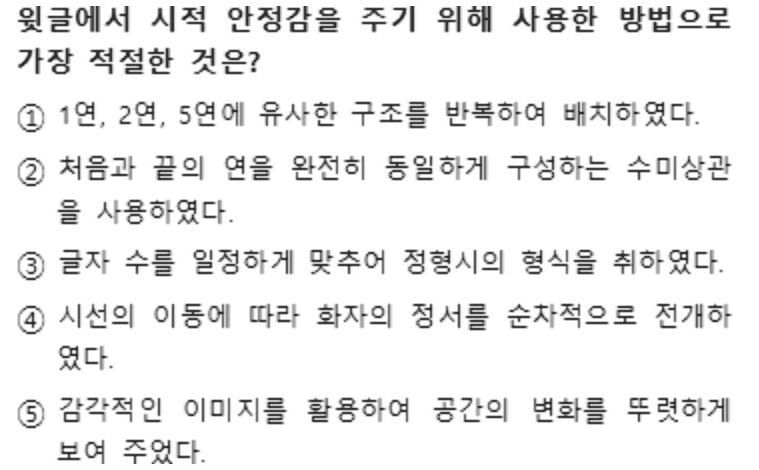 윗글에서 시적 안정감을 주기 위해 사용한 방법으로
가장 적절한 것은?
① 1연, 2연, 5연에 유사한 구조를 반복하여 배치하였다.
② 처음과 끝의 연을 완전히 동일하게 구성하는 수미상관
을 사용하였다.
③ 글자 수를 일정하게 맞추어 정형시의 형식을 취하였다.
④ 시선의 이동에 따라 화자의 정서를 순차적으로 전개하
였다.
⑤ 감각적인 이미지를 활용하여 공간의 변화를 뚜렷하게
보여 주었다.